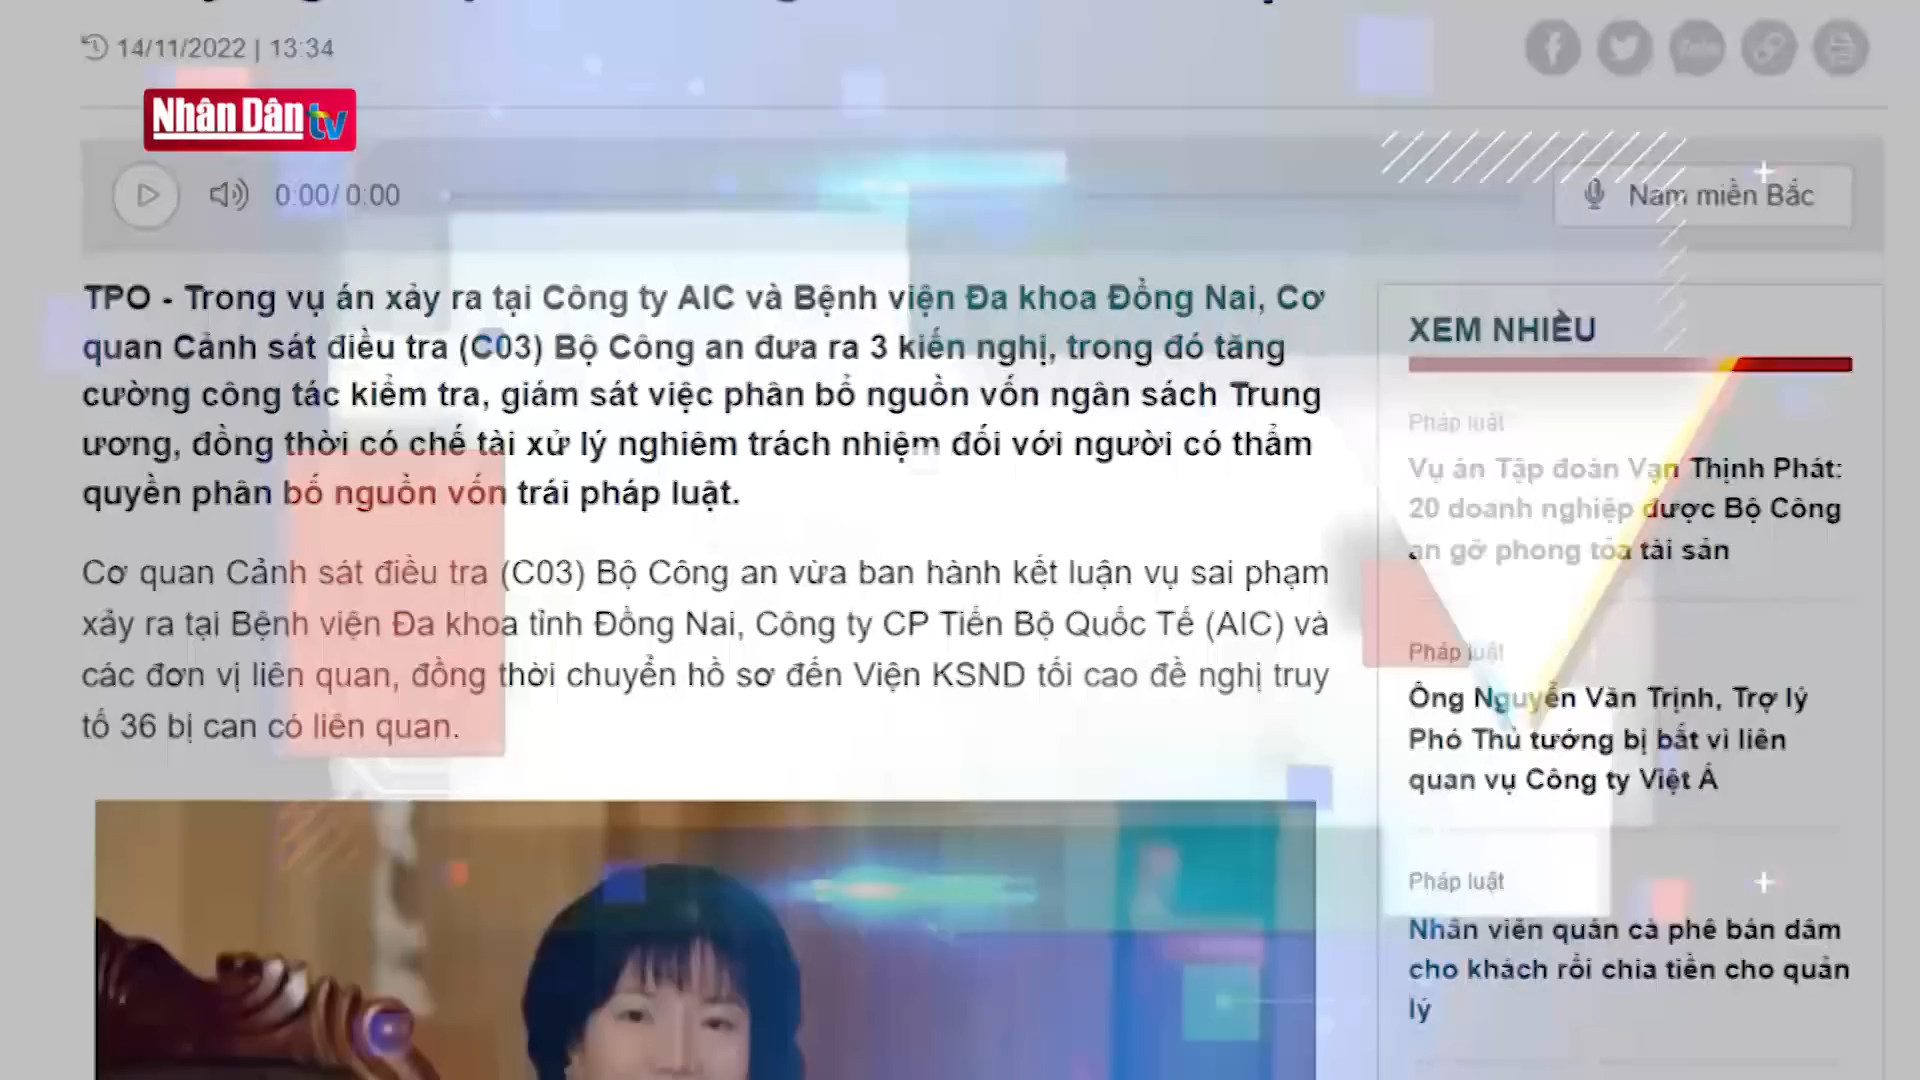 14/11/2022 | 13:34
Nhân Dân tv
0:00/ 0:00
Nam miền Bắc
TPO - Trong vụ án xảy ra tại Công ty AIC và Bệnh viện Đa khoa Đồng Nai, Cơ
quan Cảnh sát điều tra (C03) Bộ Công an đưa ra 3 kiến nghị, trong đó tăng
cường công tác kiểm tra, giám sát việc phân bổ nguồn vốn ngân sách Trung
ương, đồng thời có chế tài xử lý nghiêm trách nhiệm đối với người có thẩm
quyền phân bổ nguồn vốn trái pháp luật.
Cơ quan Cảnh sát điều tra (C03) Bộ Công an vừa ban hành kết luận vụ sai phạm
xảy ra tại Bệnh viện Đa khoa tỉnh Đồng Nai, Công ty CP Tiến Bộ Quốc Tế (AIC) và
các đơn vị liên quan, đồng thời chuyển hồ sơ đến Viện KSND tối cao đề nghị truy
tố 36 bị can có liên quan.
XEM NHIỀU
Pháp luật
Vụ án Tập đoàn Vạn Thịnh Phát:
20 doanh nghiệp được Bộ Công
an gỡ phong tỏa tài sản
Pháp luật
Ông Nguyễn Văn Trịnh, Trợ lý
Phó Thủ tướng bị bắt vì liên
quan vụ Công ty Việt Á
Pháp luật
Nhân viên quán cà phê bán dâm
cho khách rồi chia tiền cho quản
lý